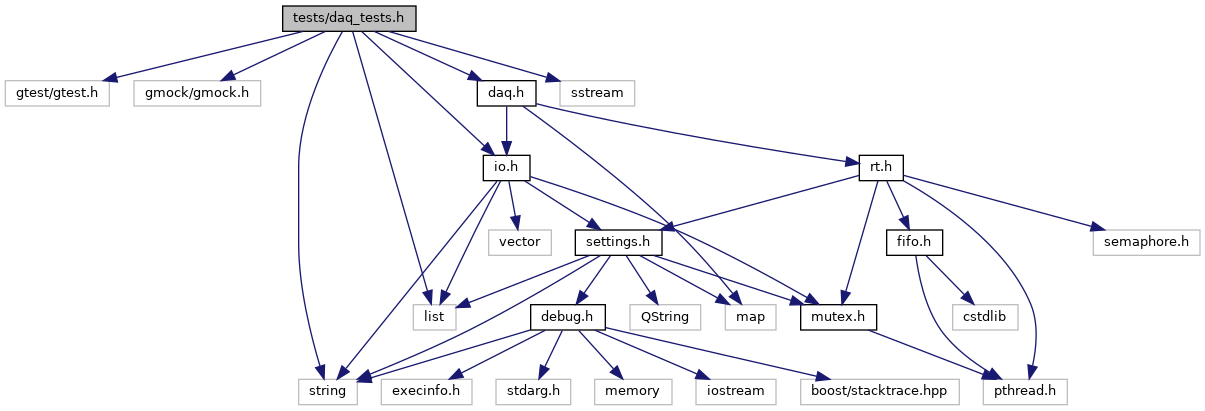 tests/daq_tests.h
gtest/gtest.h
gmock/gmock.h
daq.h
sstream
io.h
rt.h
vector
settings.h
fifo.h
semaphore.h
list
debug.h
QString
map
mutex.h
cstdlib
string
execinfo.h
stdarg.h
memory
iostream
boost/stacktrace.hpp
pthread.h